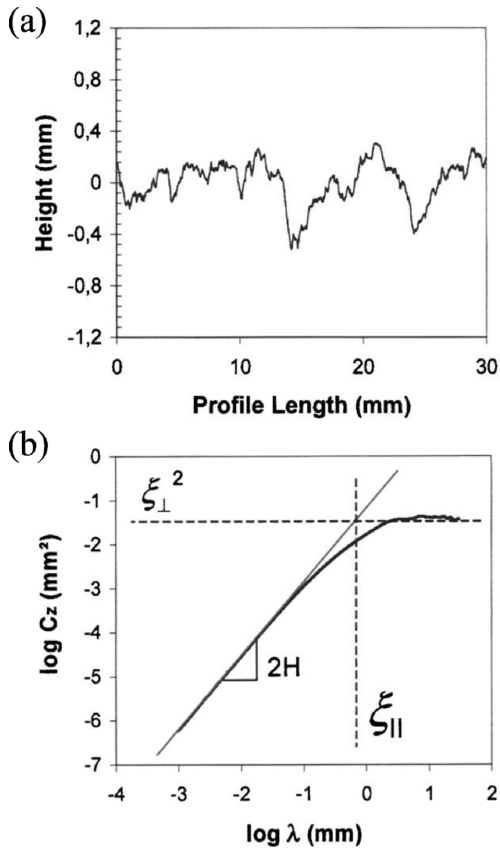 (a)
1,2
0,8
0,4
0
-0,4
-0,8
-1,2
Height (mm)
0 10 20 30
Profile Length (mm)
(b)
0
-1
-2
-3
-4
-5
-6
-7
log Cz (mm²)
ξ⊥²
2H
ξ||
-4 -3 -2 -1 0 1 2
log λ (mm)